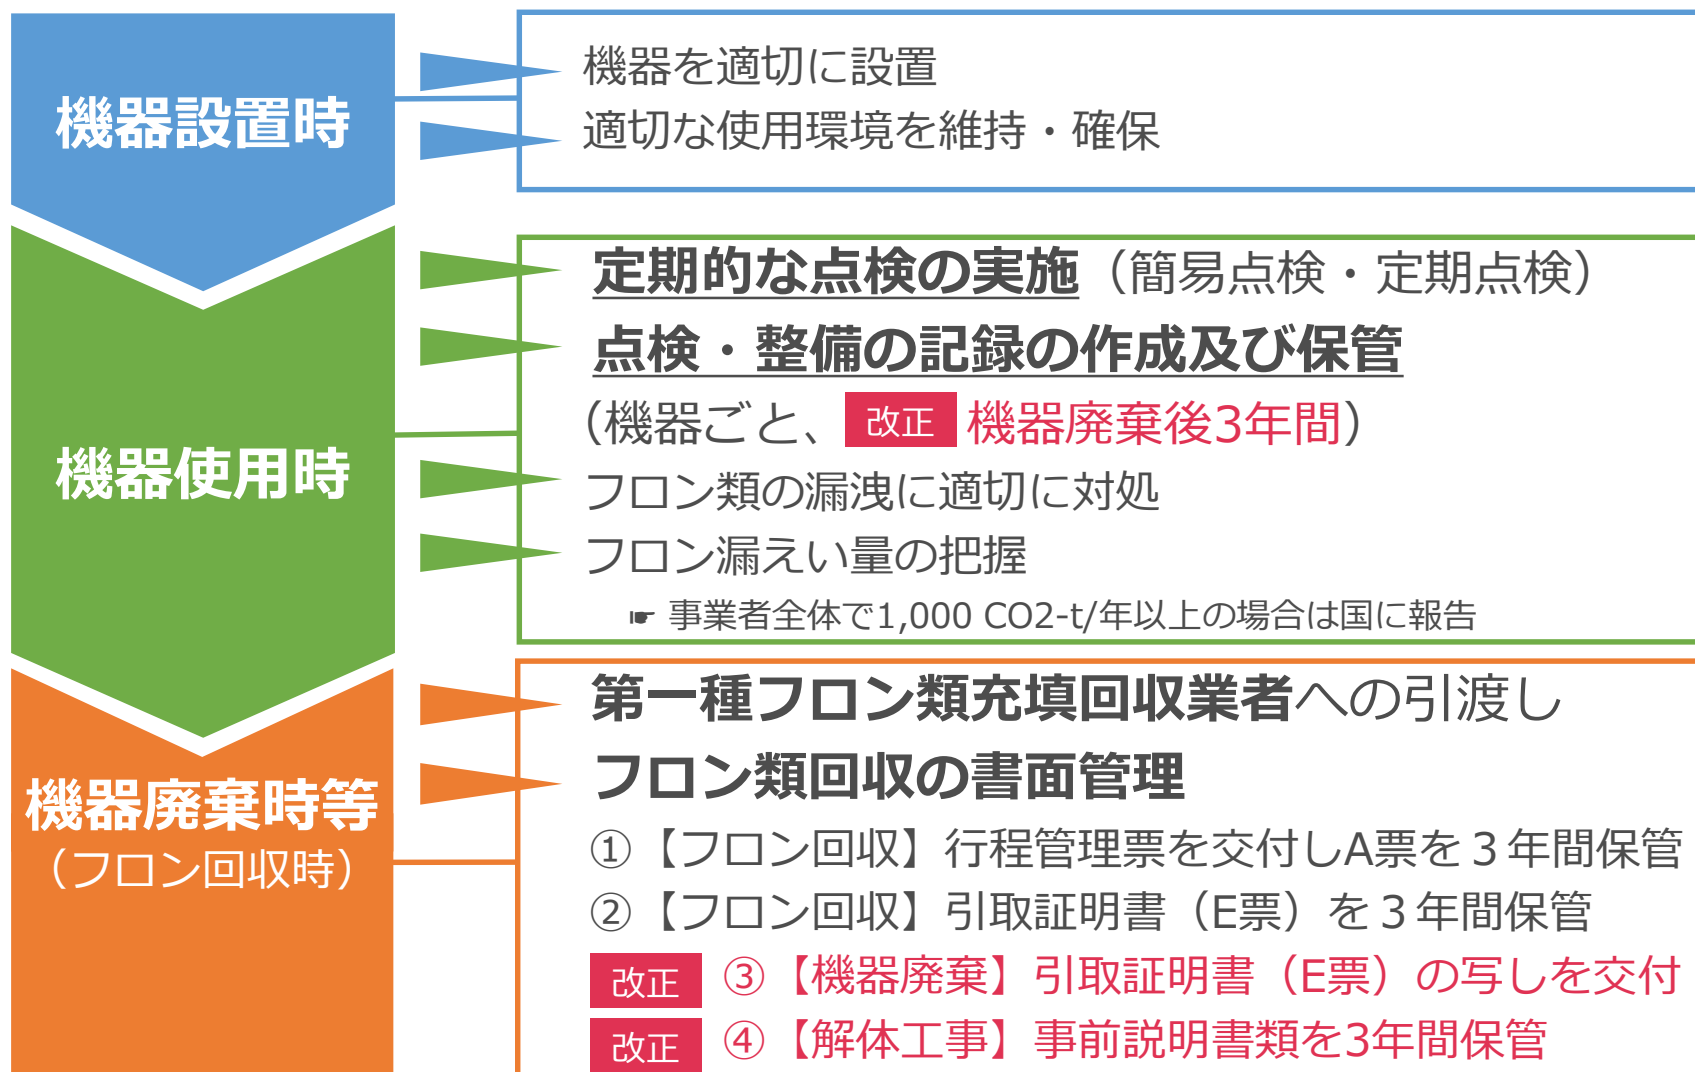 機器設置時
機器を適切に設置
適切な使用環境を維持・確保
機器使用時
定期的な点検の実施（簡易点検・定期点検）
点検・整備の記録の作成及び保管
(機器ごと、 改正 機器廃棄後3年間)
フロン類の漏洩に適切に対処
フロン漏えい量の把握
☛ 事業者全体で1,000 CO2-t/年以上の場合は国に報告
機器廃棄時等
（フロン回収時）
第一種フロン類充填回収業者への引渡し
フロン類回収の書面管理
①【フロン回収】行程管理票を交付しA票を３年間保管
②【フロン回収】引取証明書（E票）を３年間保管
改正 ③【機器廃棄】引取証明書（E票）の写しを交付
改正 ④【解体工事】事前説明書類を3年間保管